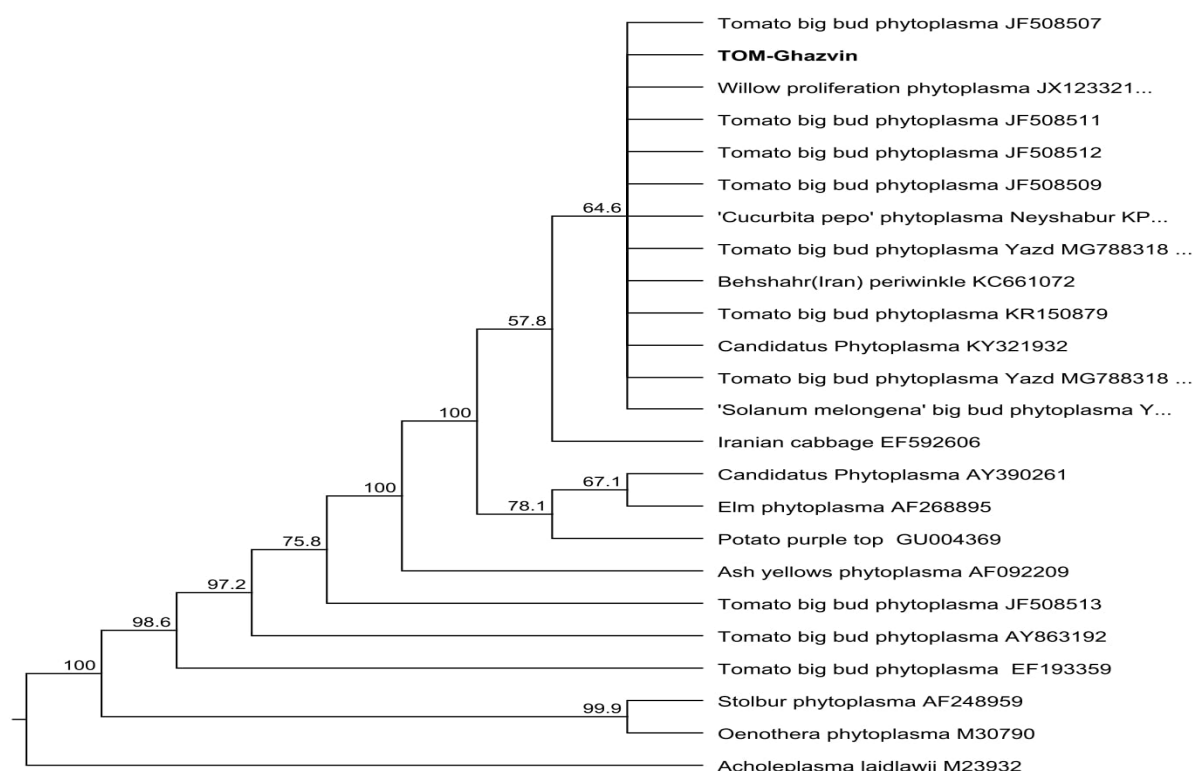 Tomato big bud phytoplasma JF508507
TOM-Ghazvin
Willow proliferation phytoplasma JX123321...
Tomato big bud phytoplasma JF508511
Tomato big bud phytoplasma JF508512
Tomato big bud phytoplasma JF508509
64.6
'Cucurbita pepo' phytoplasma Neyshabur KP...
Tomato big bud phytoplasma Yazd MG788318 ...
Behshahr(Iran) periwinkle KC661072
Tomato big bud phytoplasma KR150879
57.8
Candidatus Phytoplasma KY321932
Tomato big bud phytoplasma Yazd MG788318 ...
'Solanum melongena' big bud phytoplasma Y...
100
Iranian cabbage EF592606
Candidatus Phytoplasma AY390261
67.1
100
Elm phytoplasma AF268895
78.1
Potato purple top GU004369
75.8
Ash yellows phytoplasma AF092209
97.2
Tomato big bud phytoplasma JF508513
98.6
Tomato big bud phytoplasma AY863192
100
Tomato big bud phytoplasma EF193359
Stolbur phytoplasma AF248959
99.9
Oenothera phytoplasma M30790
Acholeplasma laidlawii M23932